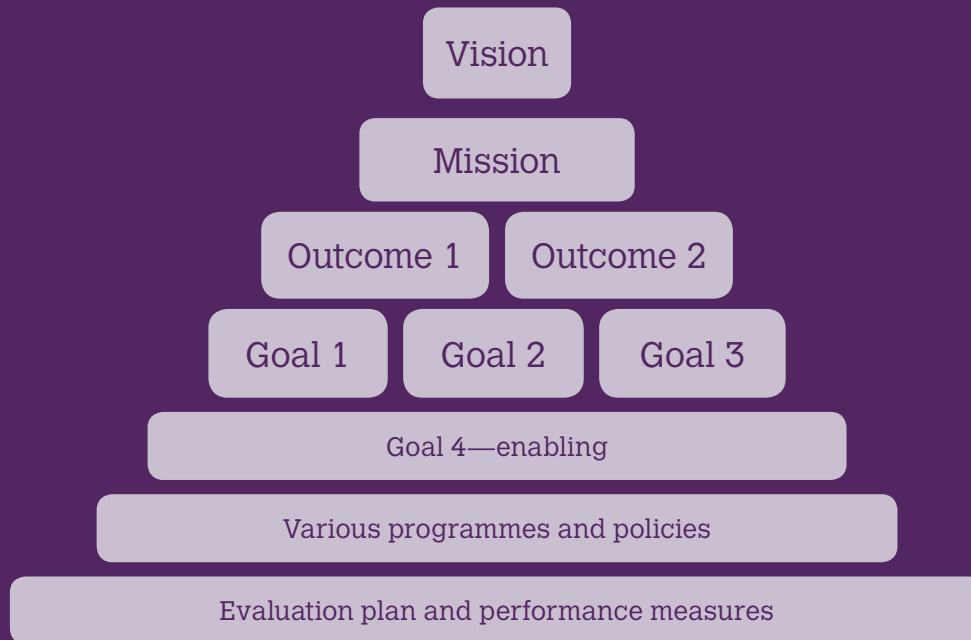 Vision
Mission
Outcome 1
Outcome 2
Goal 1
Goal 2
Goal 3
Goal 4—enabling
Various programmes and policies
Evaluation plan and performance measures